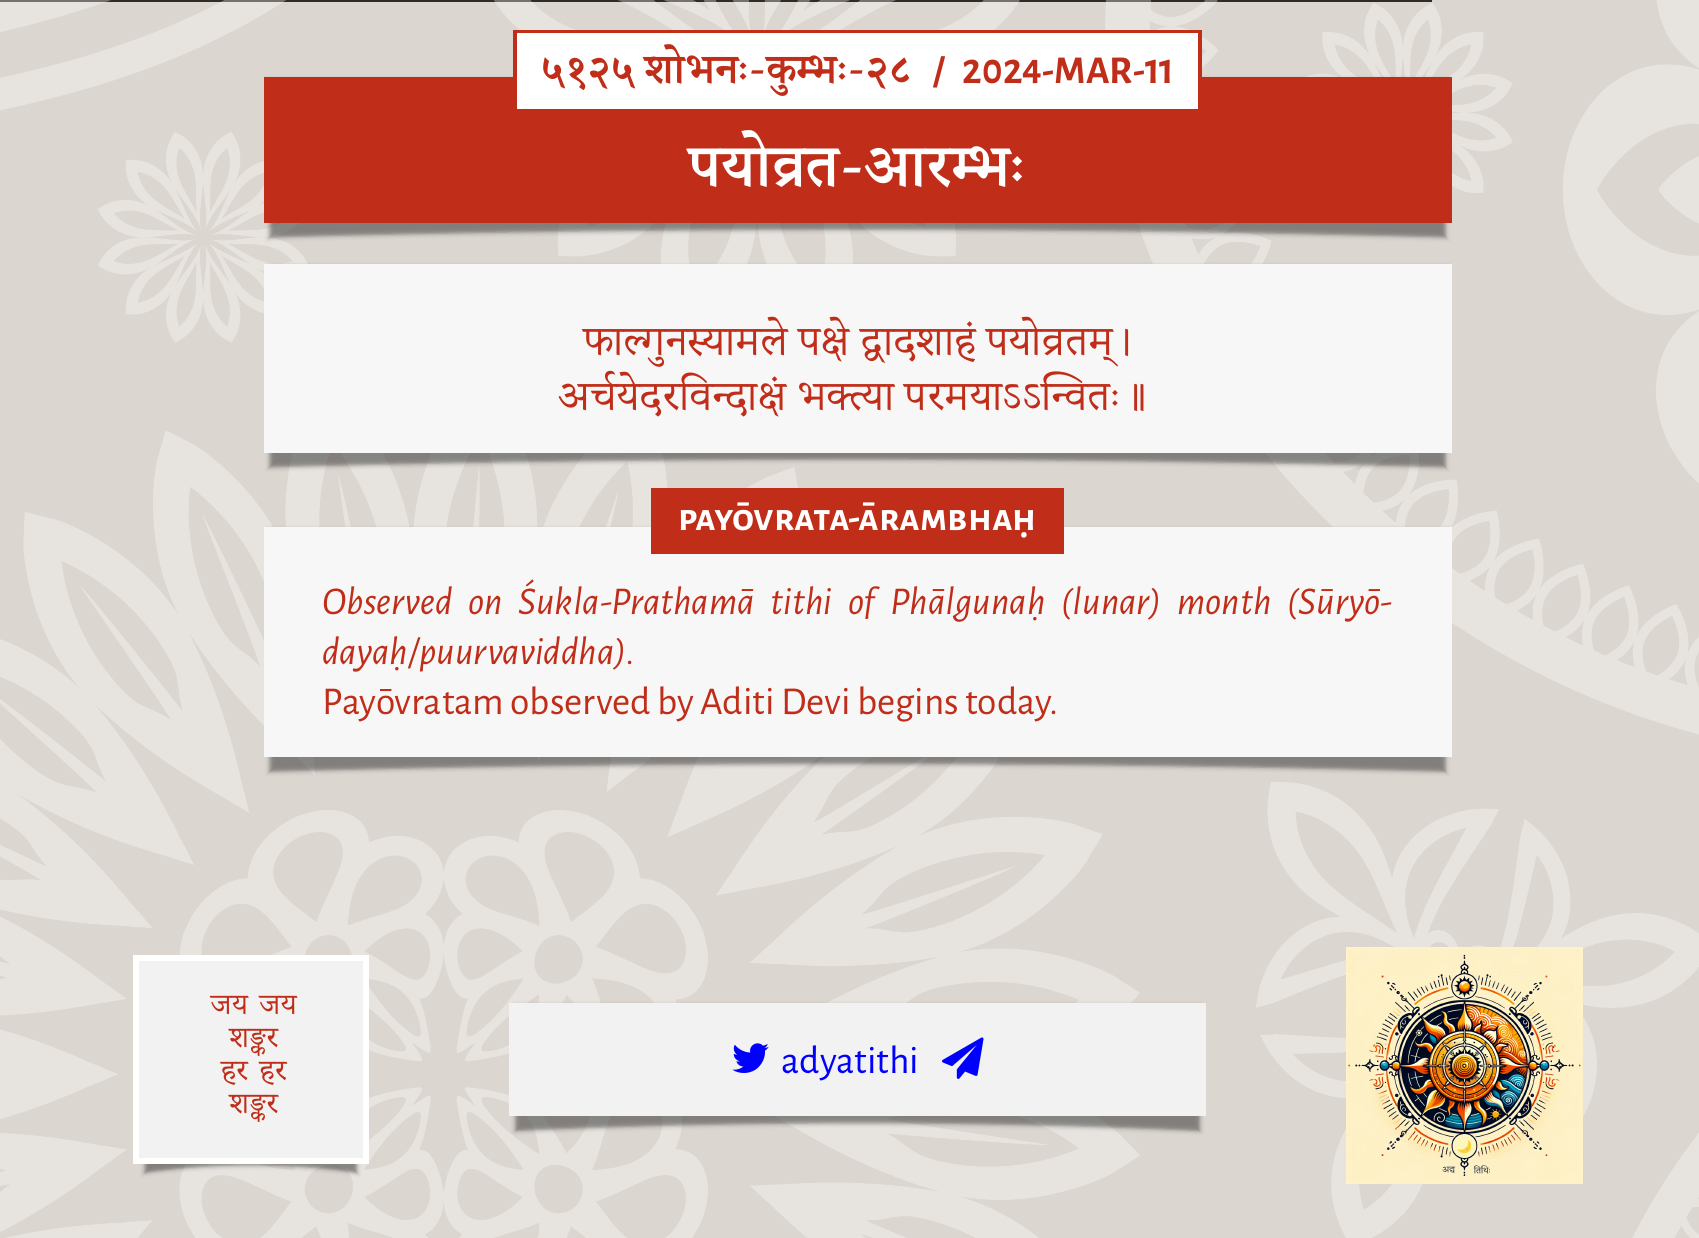 ५१२५ शोभनः-कुम्भः-२८ / 2024-MAR-11
पयोव्रत-आरम्भः
फाल्गुनस्यामले पक्षे द्वादशाहं पयोव्रतम्।
अर्चयेदरविन्दाक्षं भक्त्या परमयाऽऽन्वितः॥
PAYŌVRATA-ĀRAMBHAḤ
Observed on Śukla-Prathamā tithi of Phālgunaḥ (lunar) month (Sūryō-
dayaḥ/puurvaviddha).
Payōvratam observed by Aditi Devi begins today.
जय जय
शङ्कर
हर हर
शङ्कर
adyatithi
अद्य तिथिः